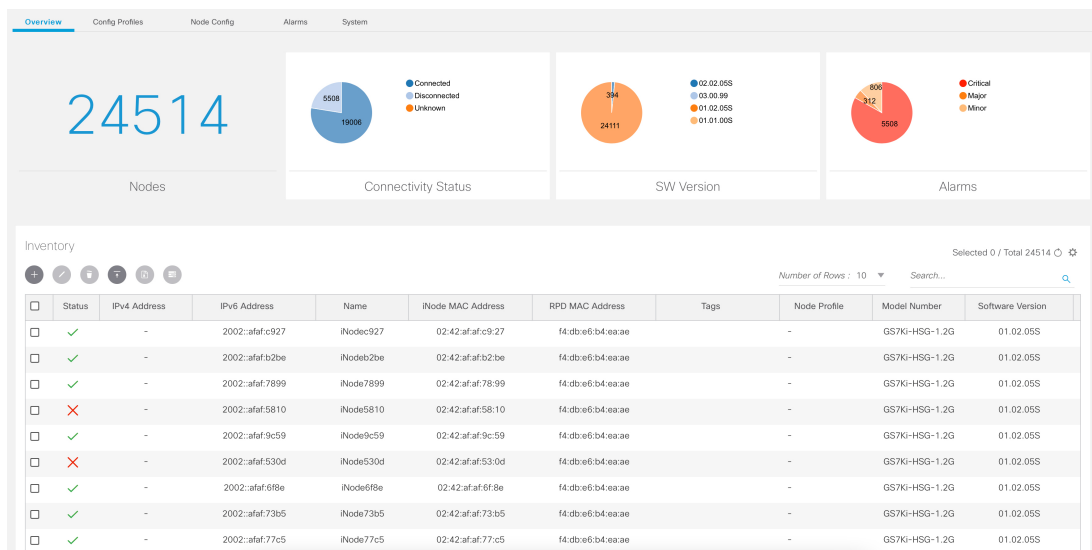 Overview Config Profiles Node Config Alarms System
24514
Nodes
5508
19006
Connected
Disconnected
Unknown
Connectivity Status
394
24111
02.02.05S
03.00.99
01.02.05S
01.01.00S
SW Version
806
312
5508
Critical
Major
Minor
Alarms
Inventory
Selected 0 / Total 24514
Number of Rows : 10 Search...
Status IPv4 Address IPv6 Address Name iNode MAC Address RPD MAC Address Tags Node Profile Model Number Software Version
- 2002::afaf:c927 iNodec927 02:42:af:af:c9:27 f4:db:e6:b4:ea:ae - GS7Ki-HSG-1.2G 01.02.05S
- 2002::afaf:b2be iNodeb2be 02:42:af:af:b2:be f4:db:e6:b4:ea:ae - GS7Ki-HSG-1.2G 01.02.05S
- 2002::afaf:7899 iNode7899 02:42:af:af:78:99 f4:db:e6:b4:ea:ae - GS7Ki-HSG-1.2G 01.02.05S
- 2002::afaf:5810 iNode5810 02:42:af:af:58:10 f4:db:e6:b4:ea:ae - GS7Ki-HSG-1.2G 01.02.05S
- 2002::afaf:9c59 iNode9c59 02:42:af:af:9c:59 f4:db:e6:b4:ea:ae - GS7Ki-HSG-1.2G 01.02.05S
- 2002::afaf:530d iNode530d 02:42:af:af:53:0d f4:db:e6:b4:ea:ae - GS7Ki-HSG-1.2G 01.02.05S
- 2002::afaf:6f8e iNode6f8e 02:42:af:af:6f:8e f4:db:e6:b4:ea:ae - GS7Ki-HSG-1.2G 01.02.05S
- 2002::afaf:73b5 iNode73b5 02:42:af:af:73:b5 f4:db:e6:b4:ea:ae - GS7Ki-HSG-1.2G 01.02.05S
- 2002::afaf:77c5 iNode77c5 02:42:af:af:77:c5 f4:db:e6:b4:ea:ae - GS7Ki-HSG-1.2G 01.02.05S